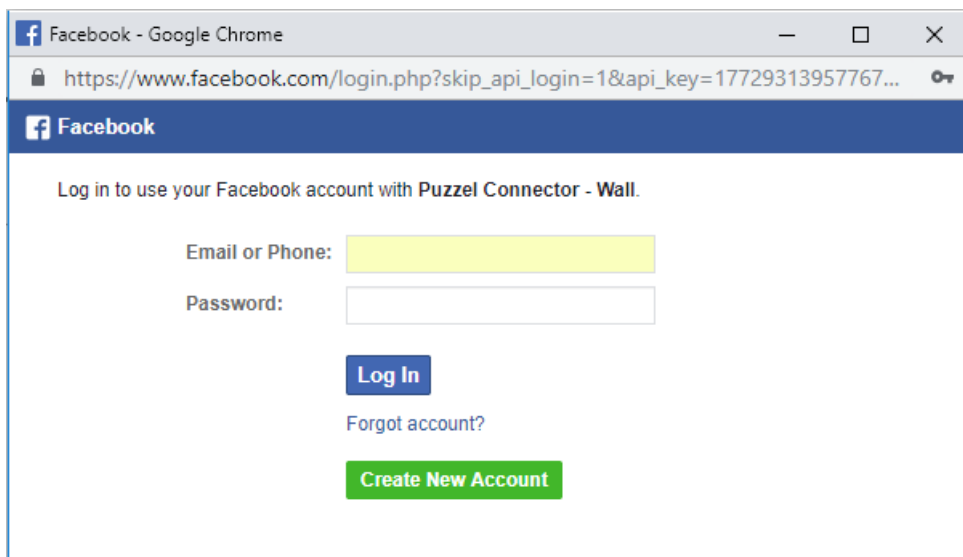 Facebook - Google Chrome
https://www.facebook.com/login.php?skip_api_login=1&api_key=17729313957767...
Facebook
Log in to use your Facebook account with Puzzel Connector - Wall.
Email or Phone:
Password:
Log In
Forgot account?
Create New Account